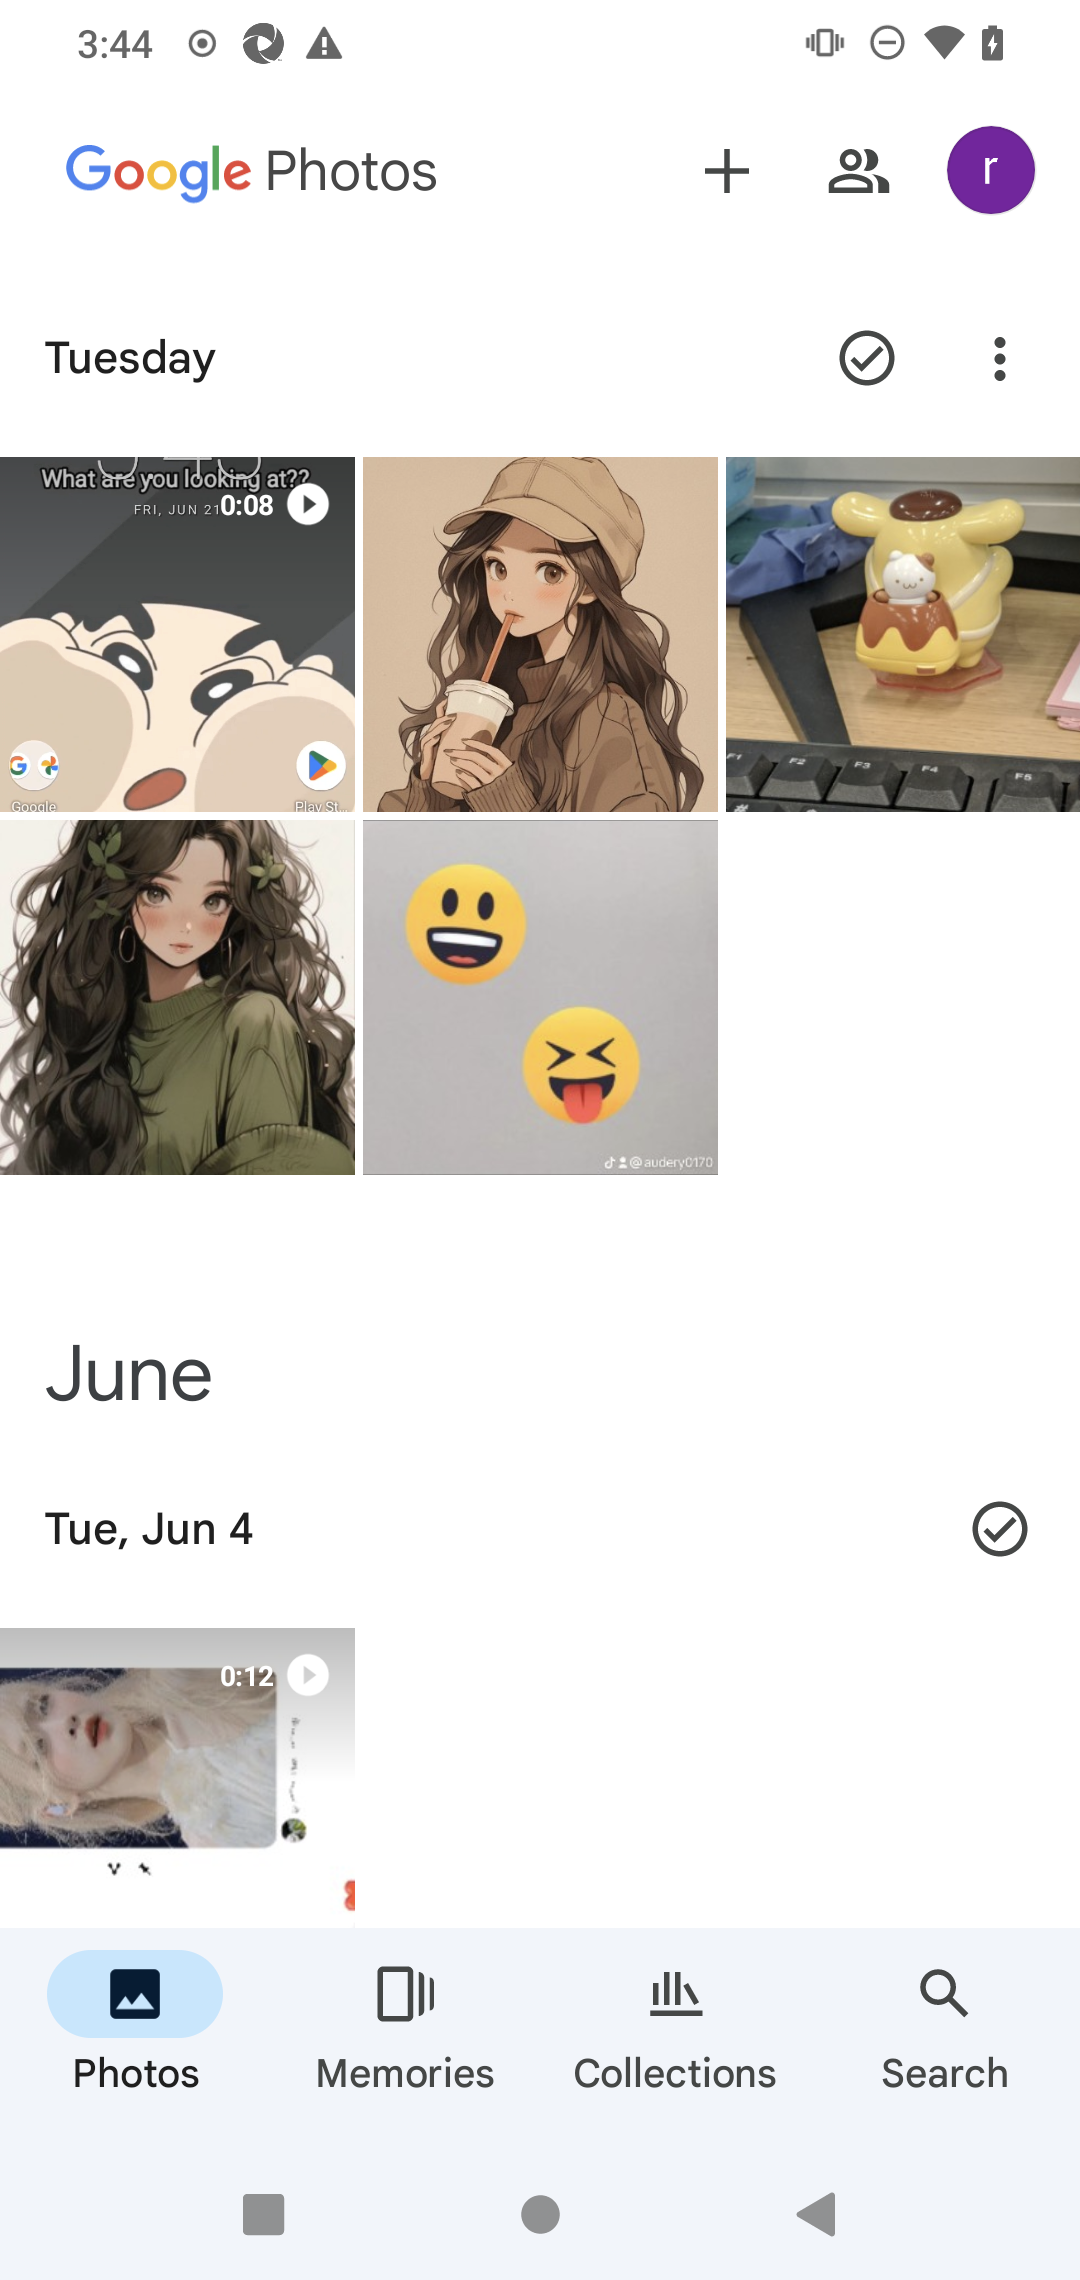 3:44
Google Photos
r
Tuesday
What are you looking at??
FRI, JUN 21
0:08
Google
Play St...
F1
F2
F3
F4
F5
@audery0170
June
Tue, Jun 4
0:12
Photos
Memories
Collections
Search